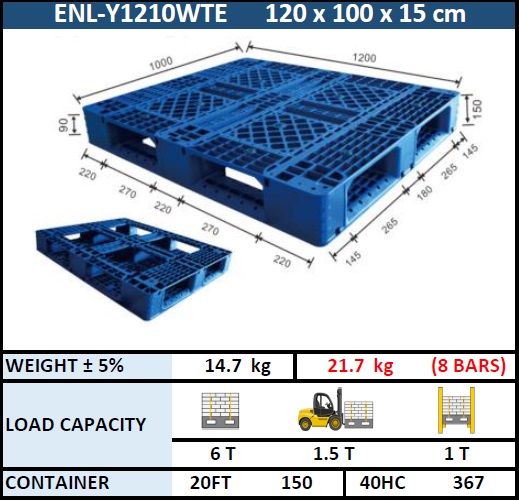 ENL-Y1210WTE 120 x 100 x 15 cm
1000
1200
90
150
220
270
220
270
220
145
265
180
265
145
WEIGHT ± 5% 14.7 kg 21.7 kg (8 BARS)
LOAD CAPACITY
6 T 1.5 T 1 T
CONTAINER 20FT 150 40HC 367